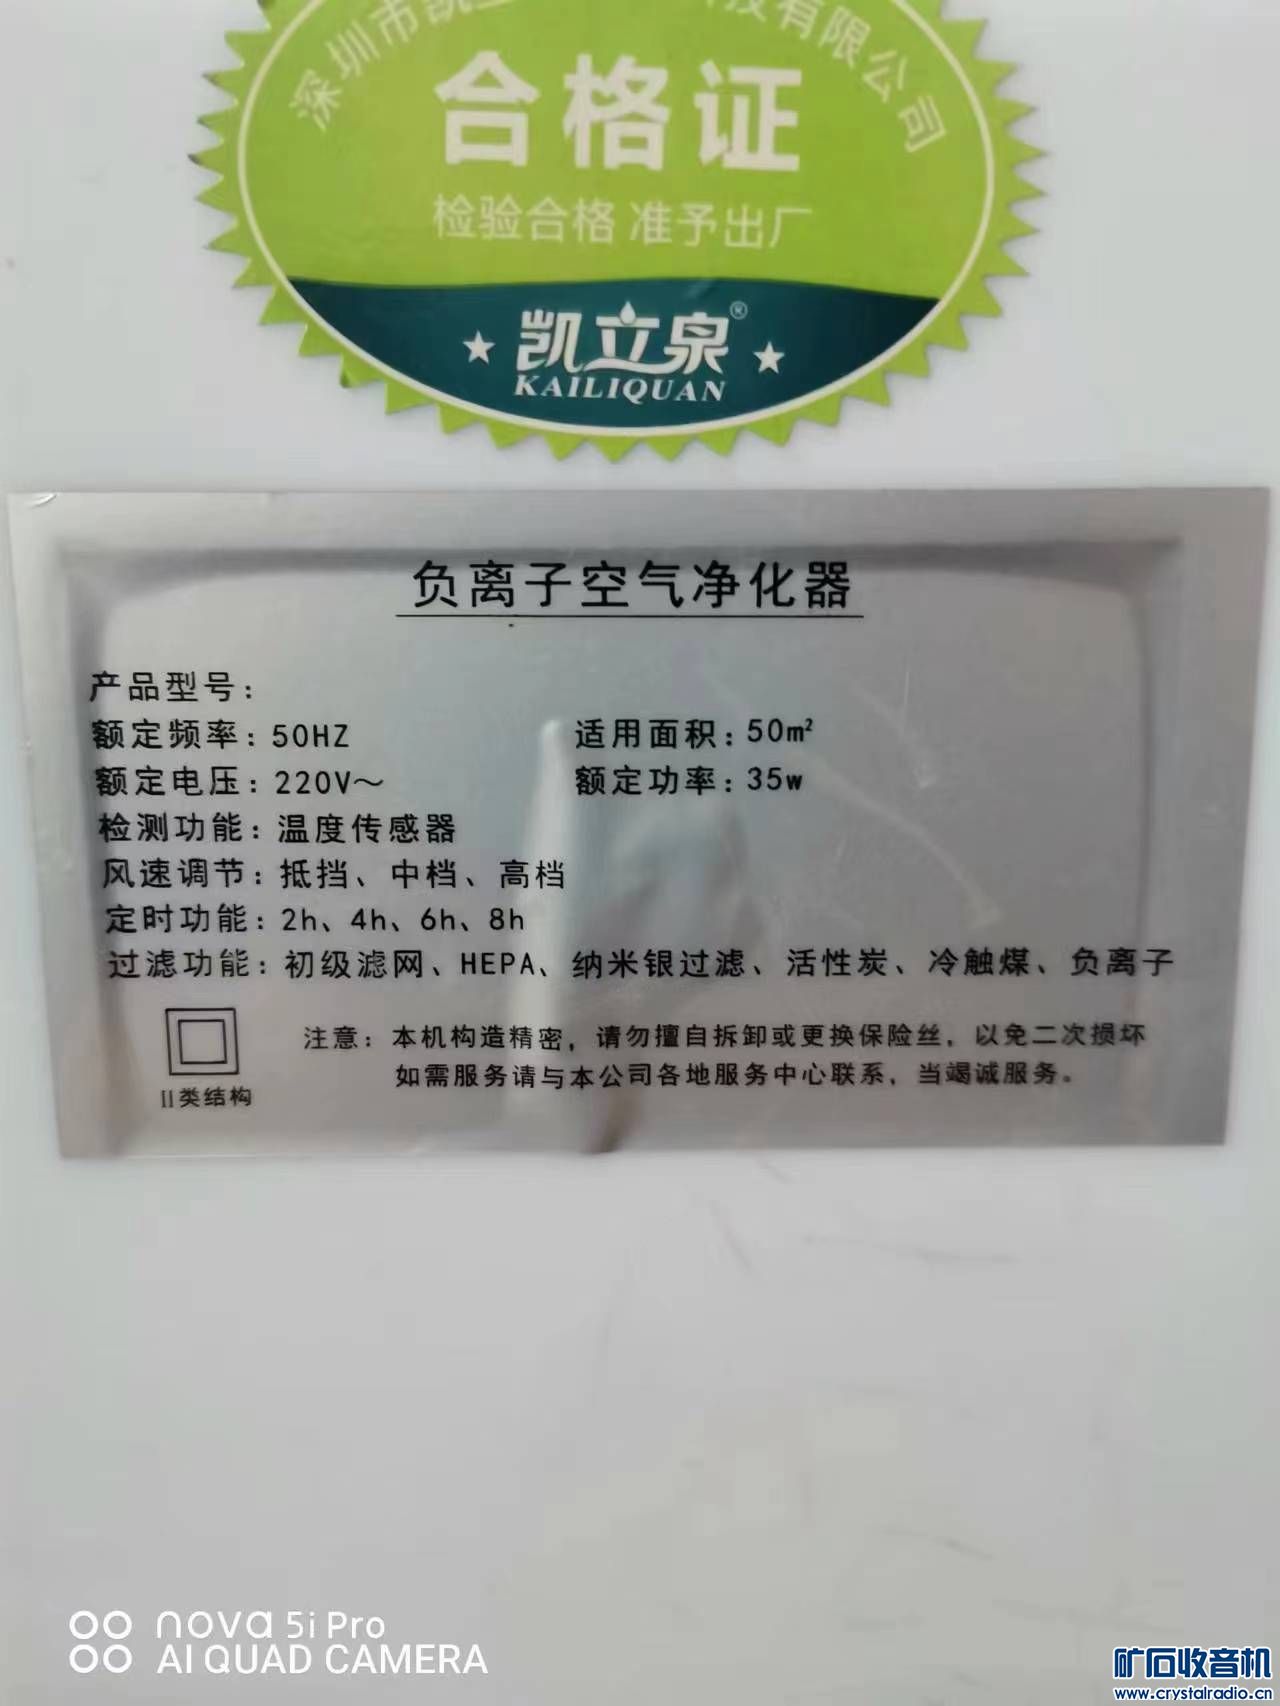 深圳市凯 技有限公司
合格证
检验合格 准予出厂
凯立泉®
KAILIQUAN
负离子空气净化器
产品型号：
额定频率：50HZ 适用面积：50m²
额定电压：220V～ 额定功率：35w
检测功能：温度传感器
风速调节：抵挡、中档、高档
定时功能：2h、4h、6h、8h
过滤功能：初级滤网、HEPA、纳米银过滤、活性炭、冷触煤、负离子
注意：本机构造精密，请勿擅自拆卸或更换保险丝，以免二次损坏
如需服务请与本公司各地服务中心联系，当竭诚服务。
II类结构
nova 5i Pro
AI QUAD CAMERA
矿石收音机
www.crystalradio.cn